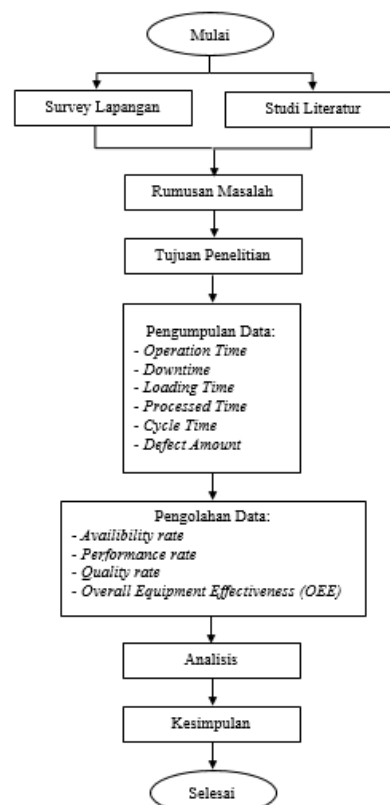 Mulai
Survey Lapangan
Studi Literatur
Rumusan Masalah
Tujuan Penelitian
Pengumpulan Data:
- Operation Time
- Downtime
- Loading Time
- Processed Time
- Cycle Time
- Defect Amount
Pengolahan Data:
- Availibility rate
- Performance rate
- Quality rate
- Overall Equipment Effectiveness (OEE)
Analisis
Kesimpulan
Selesai